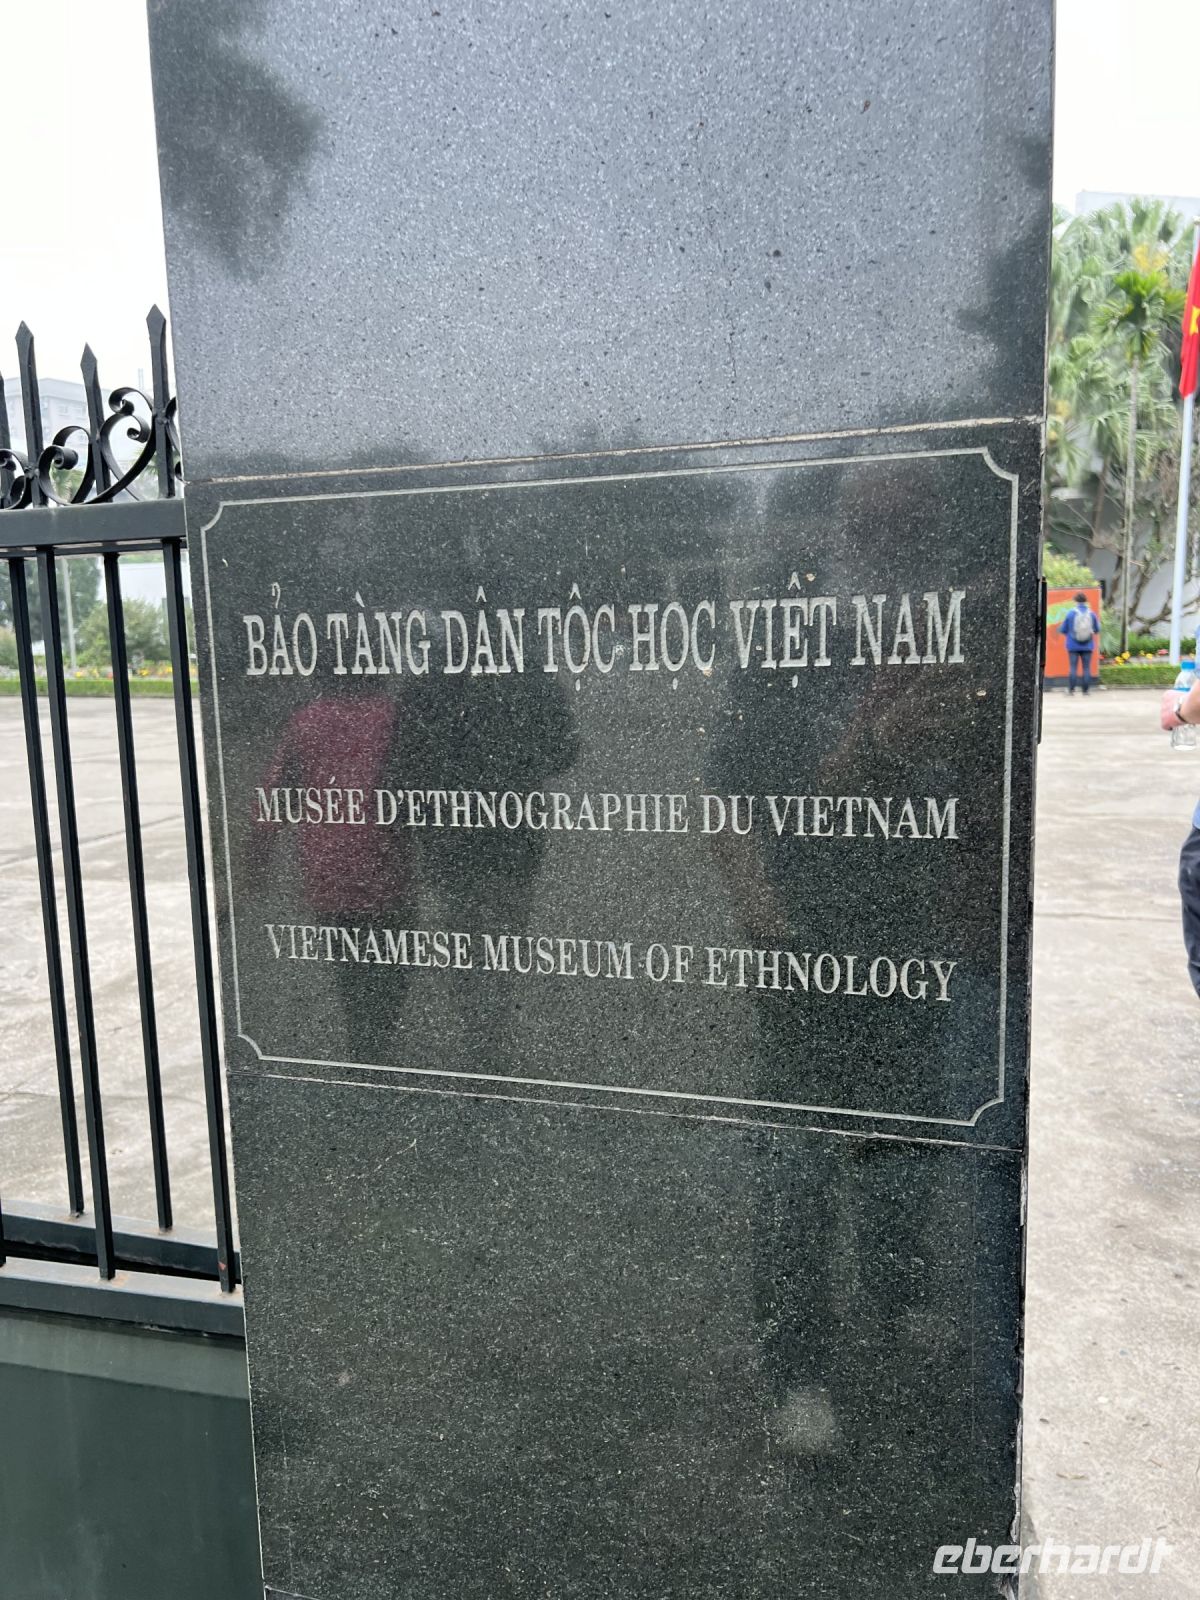 BẢO TÀNG DÂN TỘC HỌC VIỆT NAM
MUSÉE D'ETHNOGRAPHIE DU VIETNAM
VIETNAMESE MUSEUM OF ETHNOLOGY
eberhardt